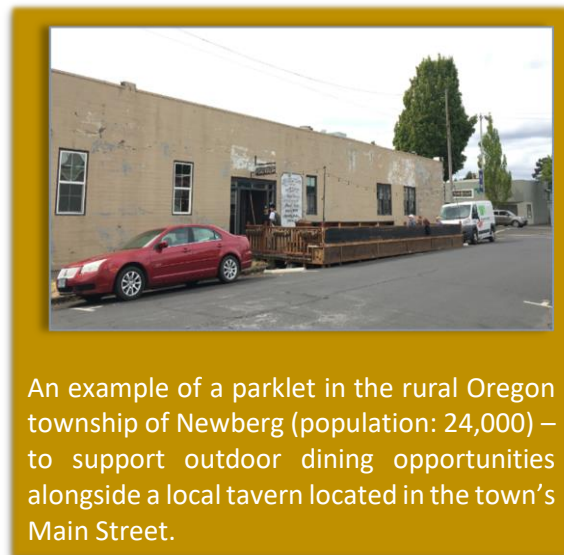 An example of a parklet in the rural Oregon
township of Newberg (population: 24,000) –
to support outdoor dining opportunities
alongside a local tavern located in the town’s
Main Street.